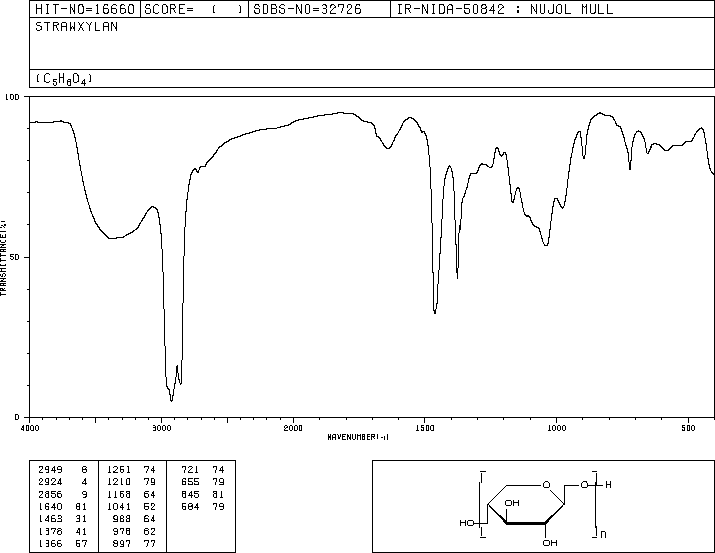 HIT-NO=16660 SCORE= ( ) SDBS-NO=32726 IR-NIDA-50842 : NUJOL MULL
STRAWXYLAN
(C5H8O4)
100
50
0
TRANSMITTANCE(%)
4000 3000 2000 1500 1000 500
WAVENUMBER(-1)
2949 6 1251 74 721 74
2924 4 1210 79 655 79
2856 9 1168 64 645 81
1640 81 1041 52 584 79
1463 31 988 64
1378 41 978 62
1366 57 897 77
O O H
OH
HO
OH
n